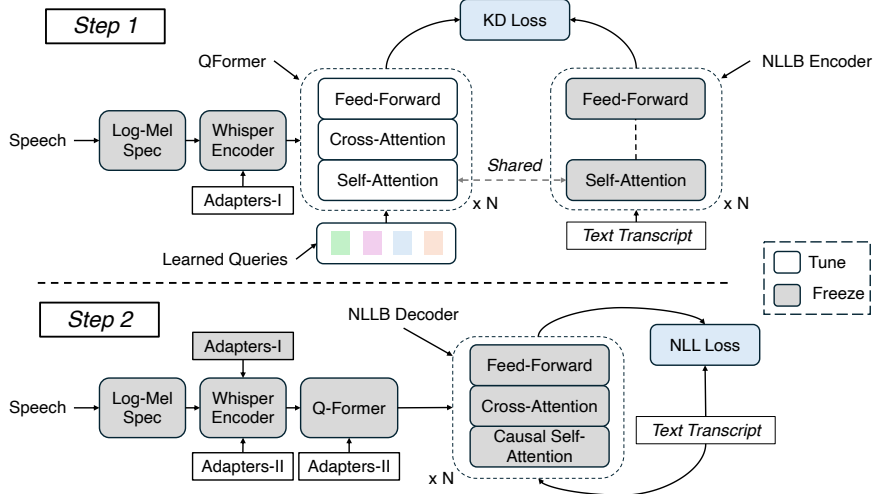 Step 1
KD Loss
QFormer
NLLB Encoder
Feed-Forward
Cross-Attention
Self-Attention
Feed-Forward
Self-Attention
Speech
Log-Mel
Spec
Whisper
Encoder
Adapters-I
Shared
x N
x N
Text Transcript
Learned Queries
Tune
Freeze
Step 2
NLLB Decoder
NLL Loss
Adapters-I
Speech
Log-Mel
Spec
Whisper
Encoder
Q-Former
Feed-Forward
Cross-Attention
Causal Self-
Attention
Text Transcript
Adapters-II
Adapters-II
x N